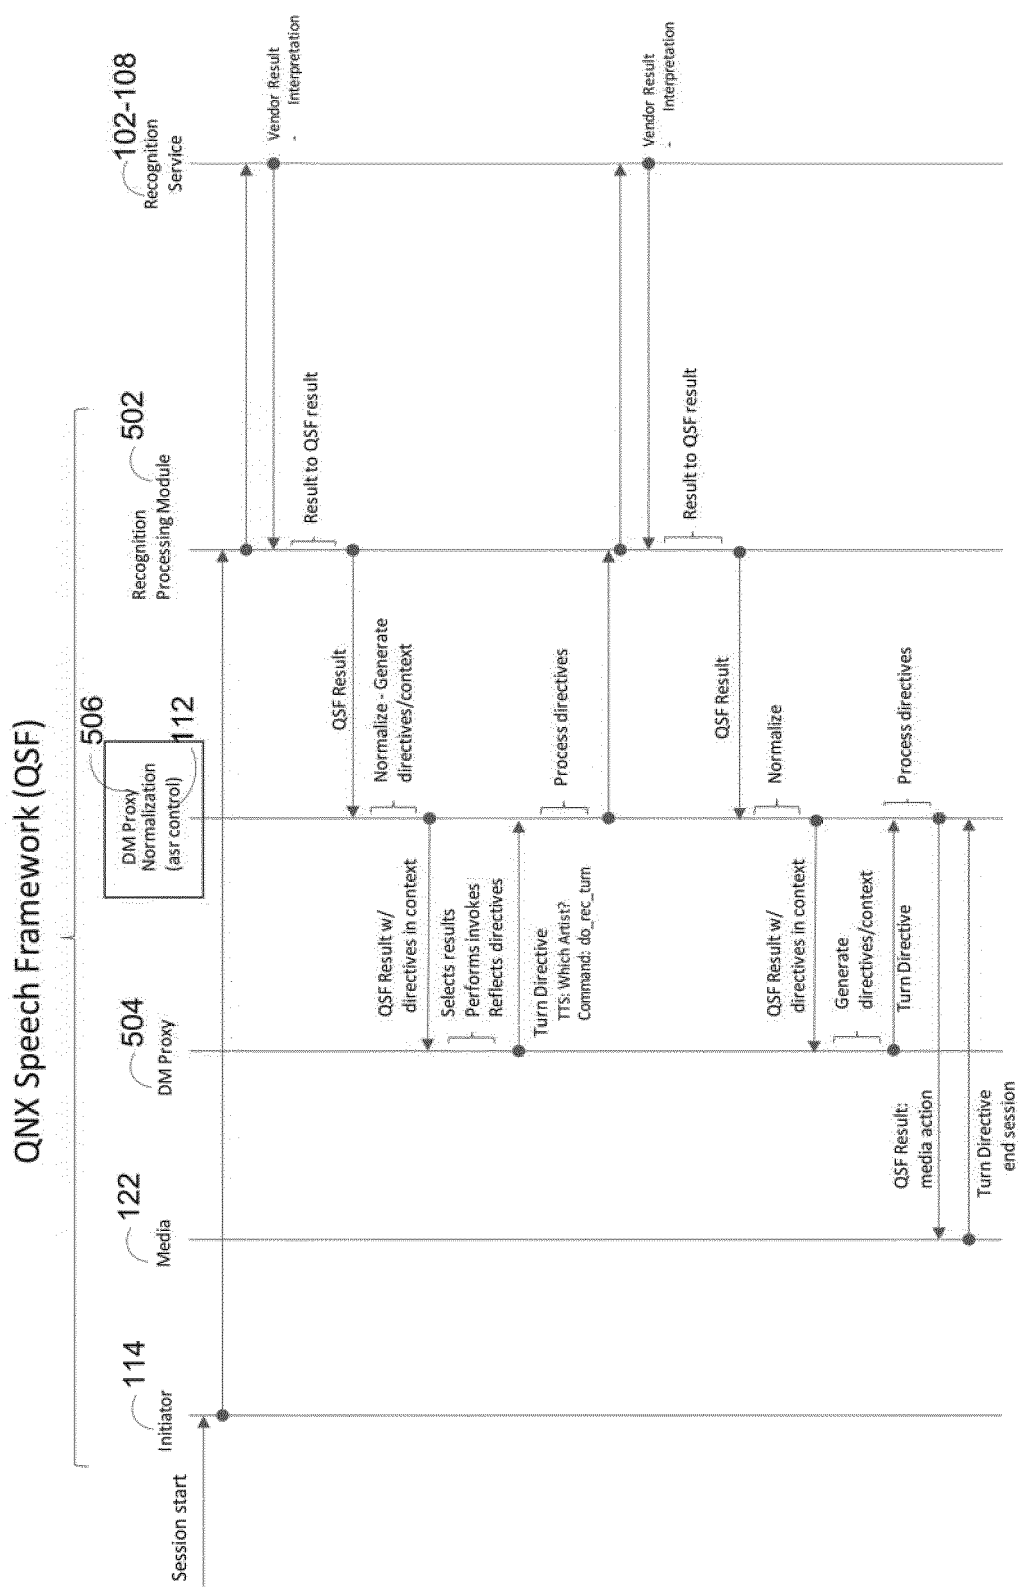 QNX Speech Framework (QSF)
114
Initiator
122
Media
504
DM Proxy
506
DM Proxy
Normalization
(asr control)
112
502
Recognition
Processing Module
102-108
Recognition
Service
Session start
Vendor Result
- Interpretation
Result to QSF result
QSF Result
Normalize - Generate
directives/context
QSF Result w/
directives in context
Selects results
Performs invokes
Reflects directives
Turn Directive
TTS: Which Artist?
Command: do_rec_turn
Process directives
Vendor Result
- Interpretation
Result to QSF result
QSF Result
Normalize
QSF Result w/
directives in context
Generate
directives/context
Turn Directive
Process directives
QSF Result:
media action
Turn Directive
end session